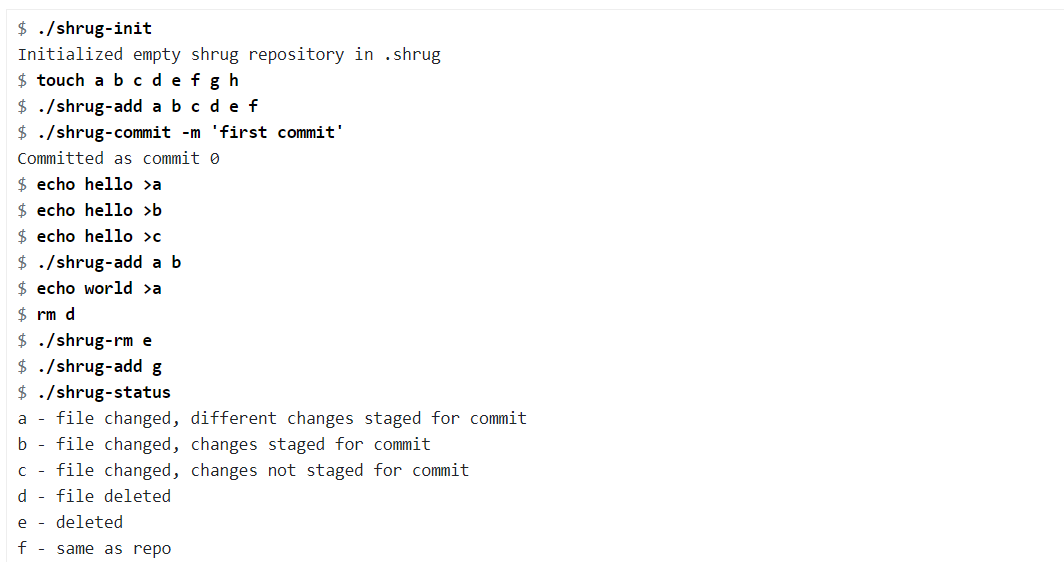 $ ./shrug-init
Initialized empty shrug repository in .shrug
$ touch a b c d e f g h
$ ./shrug-add a b c d e f
$ ./shrug-commit -m 'first commit'
Committed as commit 0
$ echo hello >a
$ echo hello >b
$ echo hello >c
$ ./shrug-add a b
$ echo world >a
$ rm d
$ ./shrug-rm e
$ ./shrug-add g
$ ./shrug-status
a - file changed, different changes staged for commit
b - file changed, changes staged for commit
c - file changed, changes not staged for commit
d - file deleted
e - deleted
f - same as repo